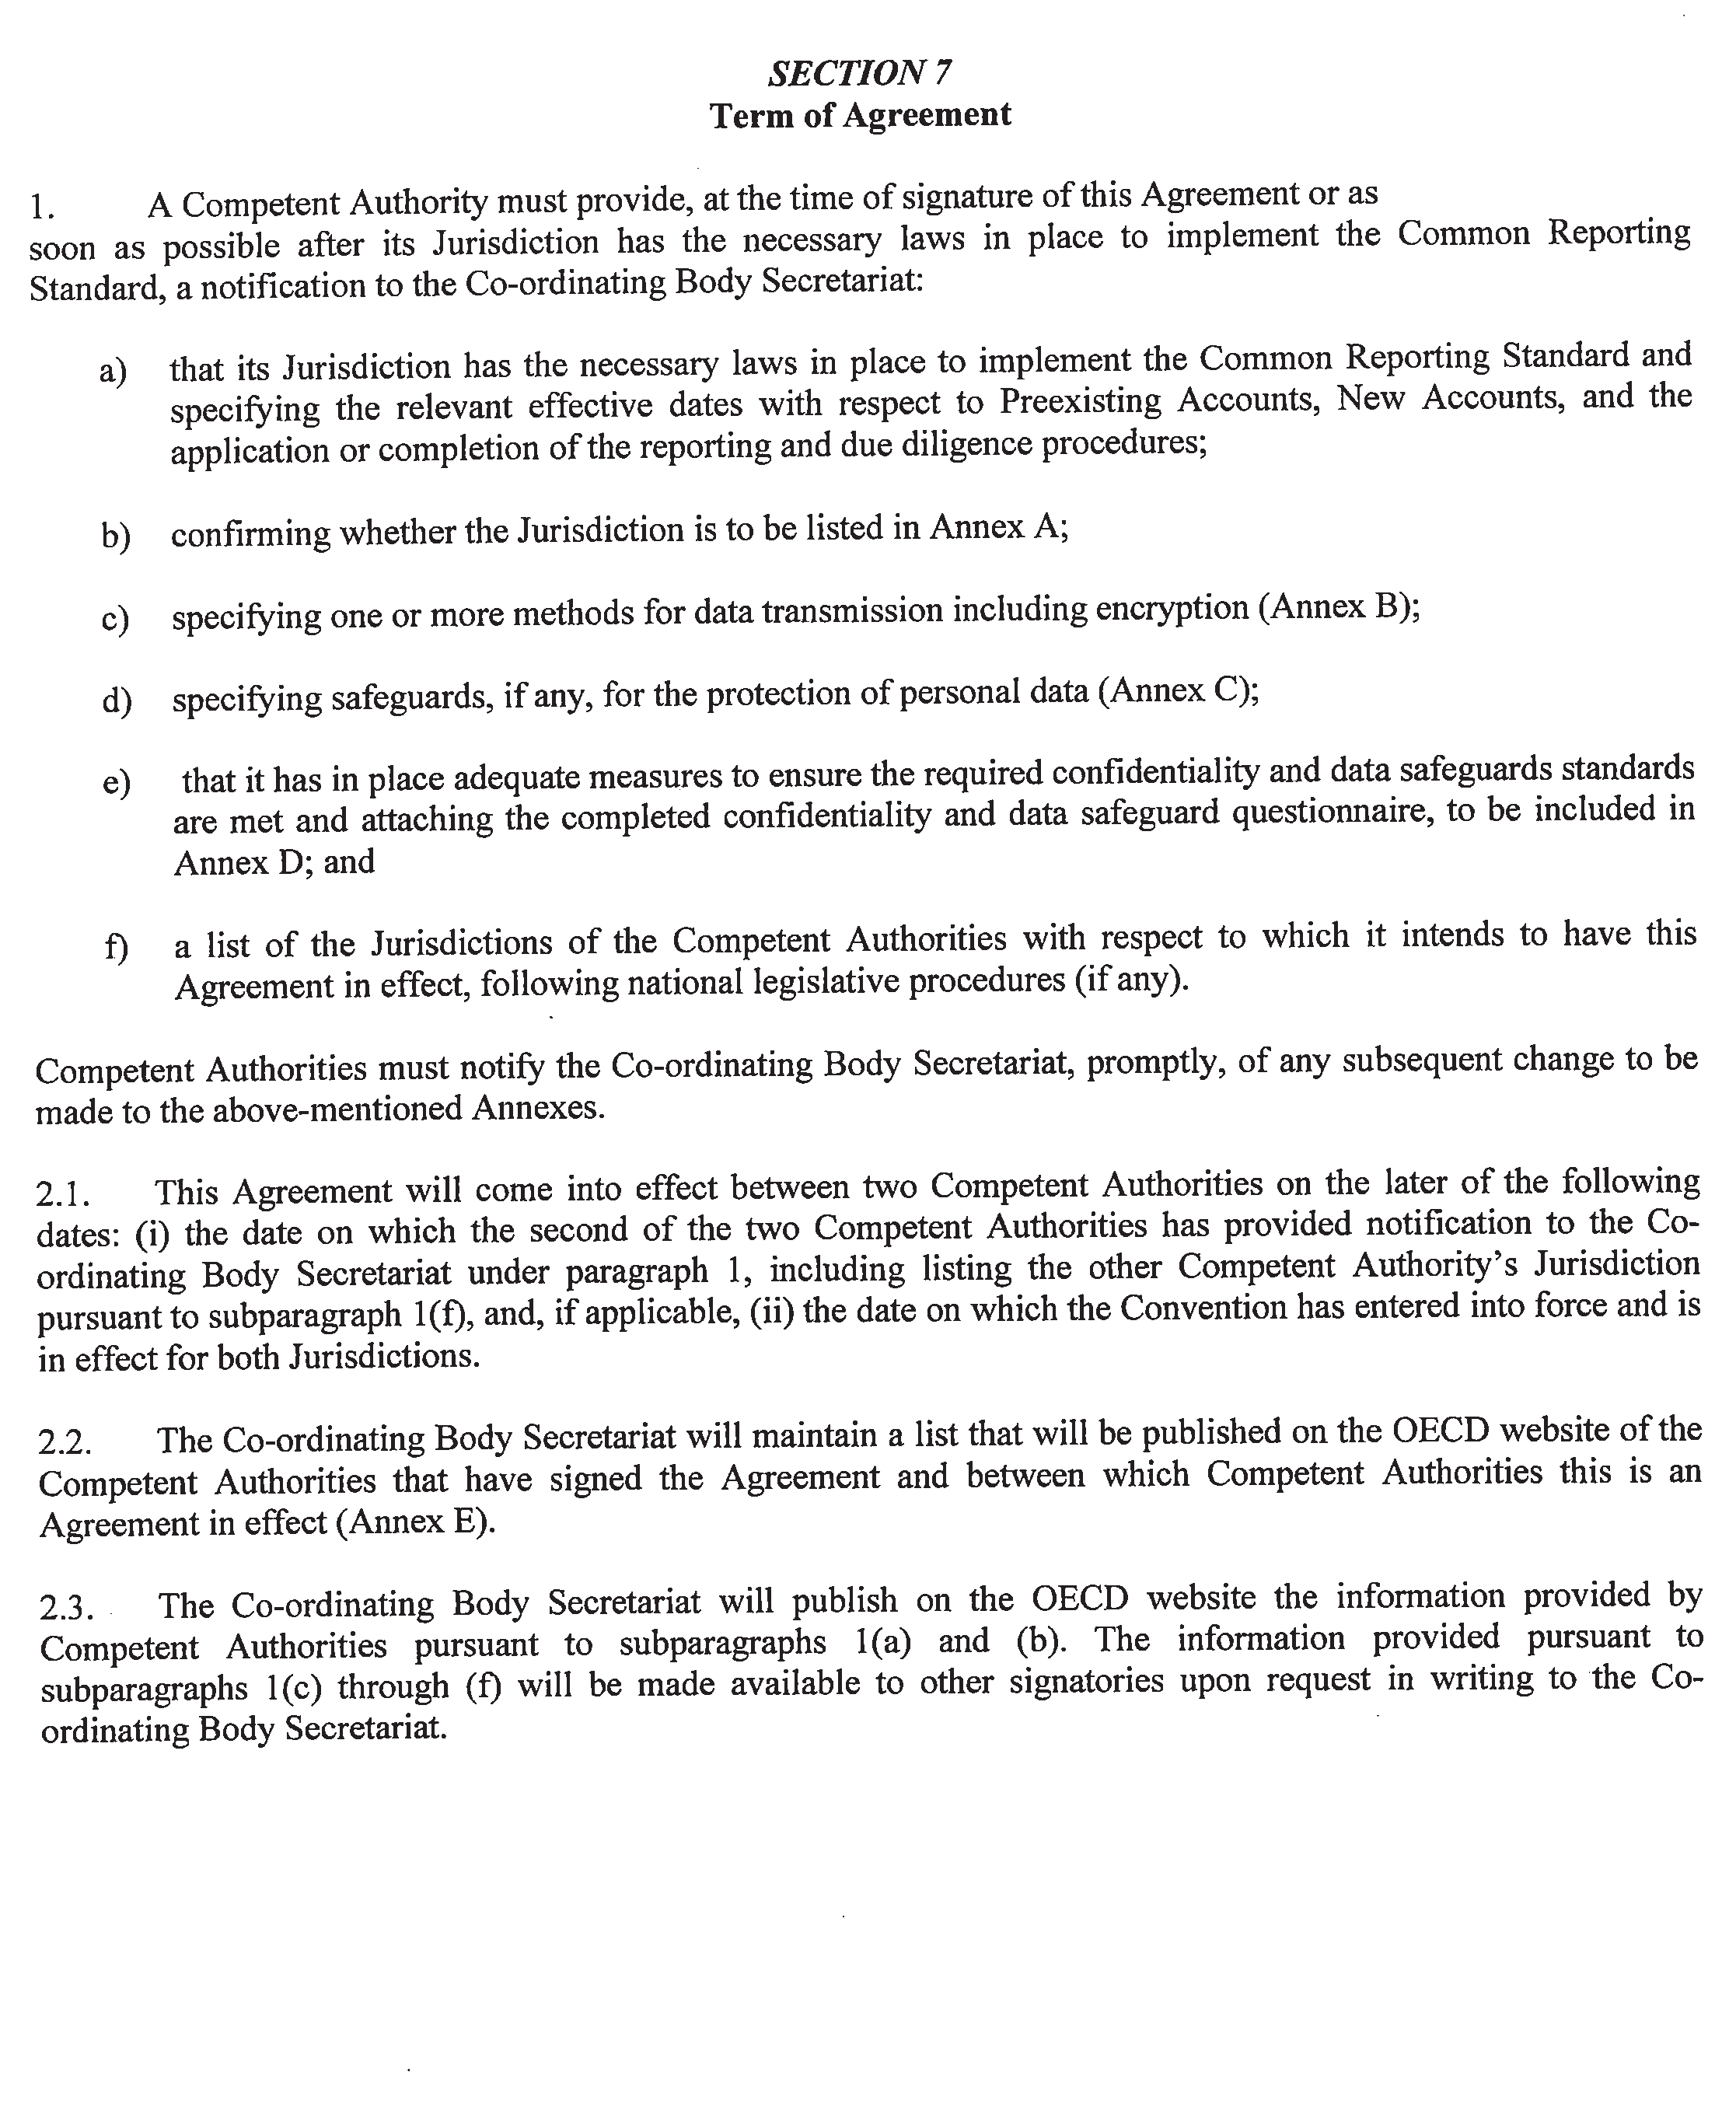 SECTION 7
Term of Agreement
1. A Competent Authority must provide, at the time of signature of this Agreement or as
soon as possible after its Jurisdiction has the necessary laws in place to implement the Common Reporting
Standard, a notification to the Co-ordinating Body Secretariat:
a) that its Jurisdiction has the necessary laws in place to implement the Common Reporting Standard and
specifying the relevant effective dates with respect to Preexisting Accounts, New Accounts, and the
application or completion of the reporting and due diligence procedures;
b) confirming whether the Jurisdiction is to be listed in Annex A;
c) specifying one or more methods for data transmission including encryption (Annex B);
d) specifying safeguards, if any, for the protection of personal data (Annex C);
e) that it has in place adequate measures to ensure the required confidentiality and data safeguards standards
are met and attaching the completed confidentiality and data safeguard questionnaire, to be included in
Annex D; and
f) a list of the Jurisdictions of the Competent Authorities with respect to which it intends to have this
Agreement in effect, following national legislative procedures (if any).
Competent Authorities must notify the Co-ordinating Body Secretariat, promptly, of any subsequent change to be
made to the above-mentioned Annexes.
2.1. This Agreement will come into effect between two Competent Authorities on the later of the following
dates: (i) the date on which the second of the two Competent Authorities has provided notification to the Co-
ordinating Body Secretariat under paragraph 1, including listing the other Competent Authority's Jurisdiction
pursuant to subparagraph 1(f), and, if applicable, (ii) the date on which the Convention has entered into force and is
in effect for both Jurisdictions.
2.2. The Co-ordinating Body Secretariat will maintain a list that will be published on the OECD website of the
Competent Authorities that have signed the Agreement and between which Competent Authorities this is an
Agreement in effect (Annex E).
2.3. The Co-ordinating Body Secretariat will publish on the OECD website the information provided by
Competent Authorities pursuant to subparagraphs 1(a) and (b). The information provided pursuant to
subparagraphs 1(c) through (f) will be made available to other signatories upon request in writing to the Co-
ordinating Body Secretariat.